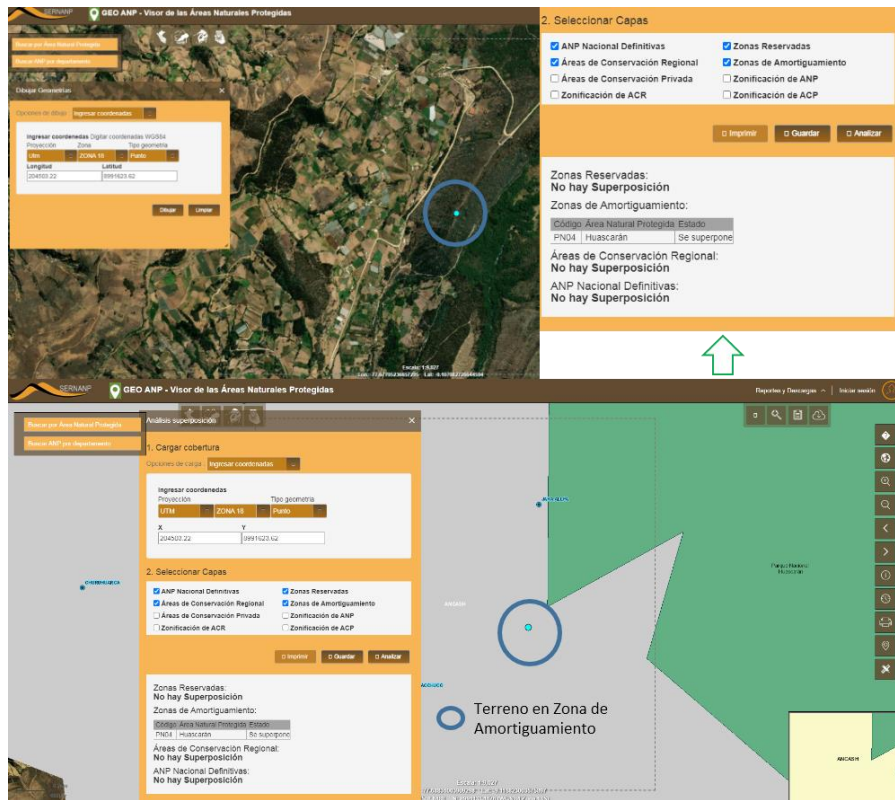 SERNANP
GEO ANP - Visor de las Áreas Naturales Protegidas
Buscar por Área Natural Protegida
Buscar ANP por departamento
Dibujar Geometrías
Opciones de dibujo: Ingresar coordenadas
Ingresar coordenadas Digitar coordenadas WGS84
Proyección Zona Tipo geometría
Utm ZONA 18 Punto
Longitud Latitud
204503.22 8991623.62
Dibujar Limpiar
2. Seleccionar Capas
ANP Nacional Definitivas Zonas Reservadas
Áreas de Conservación Regional Zonas de Amortiguamiento
Áreas de Conservación Privada Zonificación de ANP
Zonificación de ACR Zonificación de ACP
Imprimir Guardar Analizar
Zonas Reservadas:
No hay Superposición
Zonas de Amortiguamiento:
Código Área Natural Protegida Estado
PN04 Huascarán Se superpone
Áreas de Conservación Regional:
No hay Superposición
ANP Nacional Definitivas:
No hay Superposición
SERNANP
GEO ANP - Visor de las Áreas Naturales Protegidas
Reportes y Descargas Iniciar sesión
Buscar por Área Natural Protegida
Buscar ANP por departamento
Análisis superposición
1. Cargar cobertura
Opciones de carga: Ingresar coordenadas
Ingresar coordenadas
Proyección Tipo geometría
UTM ZONA 18 Punto
X Y
204503.22 8991623.62
2. Seleccionar Capas
ANP Nacional Definitivas Zonas Reservadas
Áreas de Conservación Regional Zonas de Amortiguamiento
Áreas de Conservación Privada Zonificación de ANP
Zonificación de ACR Zonificación de ACP
Imprimir Guardar Analizar
Zonas Reservadas:
No hay Superposición
Zonas de Amortiguamiento:
Código Área Natural Protegida Estado
PN04 Huascarán Se superpone
Áreas de Conservación Regional:
No hay Superposición
ANP Nacional Definitivas:
No hay Superposición
ANCASH
Parque Nacional
Huascarán
Terreno en Zona de
Amortiguamiento
ANCASH